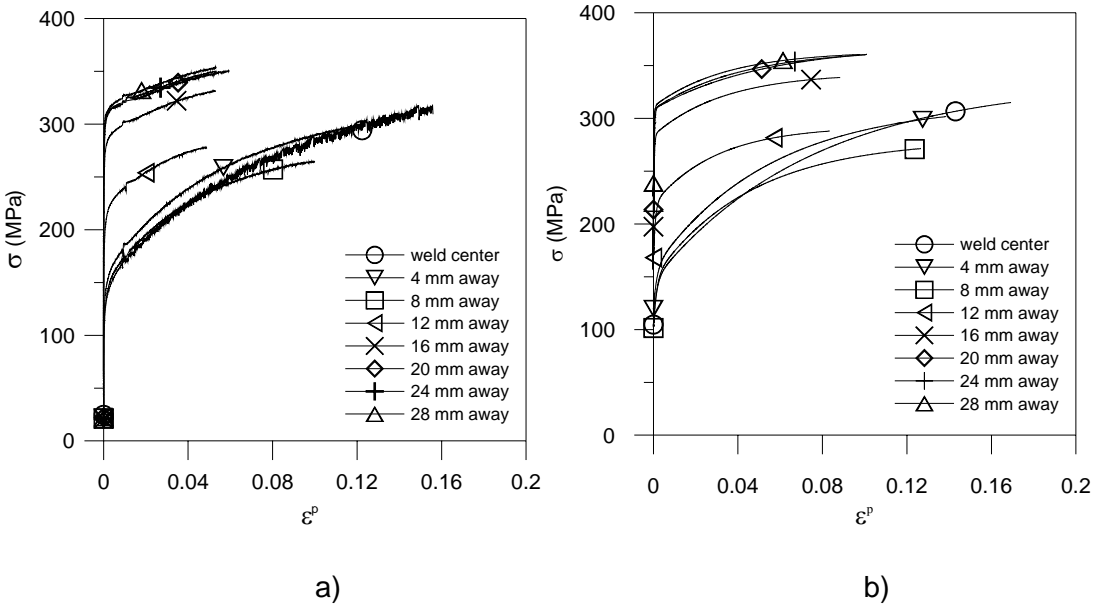 400
300
200
100
0
σ (MPa)
0 0.04 0.08 0.12 0.16 0.2
εᵖ
weld center
4 mm away
8 mm away
12 mm away
16 mm away
20 mm away
24 mm away
28 mm away
a)
400
300
200
100
0
σ (MPa)
0 0.04 0.08 0.12 0.16 0.2
εᵖ
weld center
4 mm away
8 mm away
12 mm away
16 mm away
20 mm away
24 mm away
28 mm away
b)